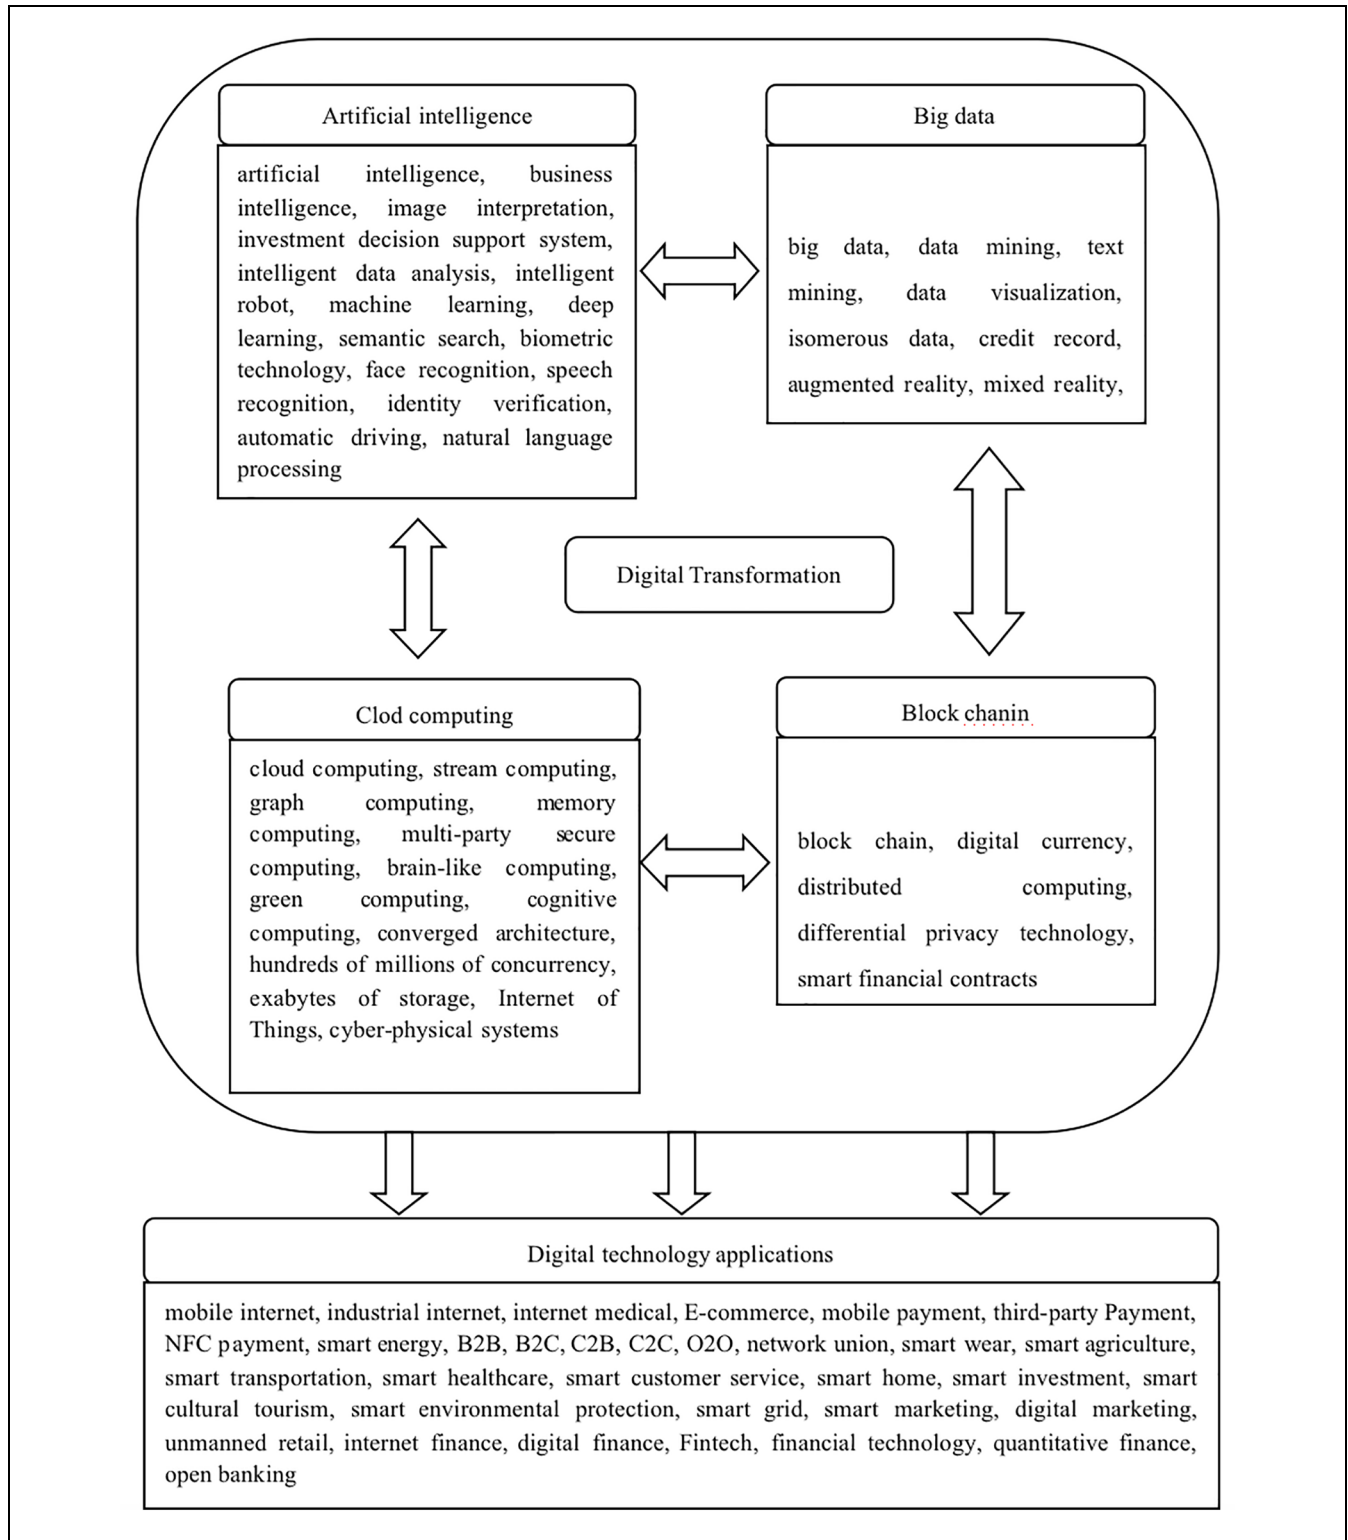 Artificial intelligence
artificial intelligence, business
intelligence, image interpretation,
investment decision support system,
intelligent data analysis, intelligent
robot, machine learning, deep
learning, semantic search, biometric
technology, face recognition, speech
recognition, identity verification,
automatic driving, natural language
processing
Big data
big data, data mining, text
mining, data visualization,
isomerous data, credit record,
augmented reality, mixed reality,
Digital Transformation
Clod computing
cloud computing, stream computing,
graph computing, memory
computing, multi-party secure
computing, brain-like computing,
green computing, cognitive
computing, converged architecture,
hundreds of millions of concurrency,
exabytes of storage, Internet of
Things, cyber-physical systems
Block chanin
block chain, digital currency,
distributed computing,
differential privacy technology,
smart financial contracts
Digital technology applications
mobile internet, industrial internet, internet medical, E-commerce, mobile payment, third-party Payment,
NFC payment, smart energy, B2B, B2C, C2B, C2C, O2O, network union, smart wear, smart agriculture,
smart transportation, smart healthcare, smart customer service, smart home, smart investment, smart
cultural tourism, smart environmental protection, smart grid, smart marketing, digital marketing,
unmanned retail, internet finance, digital finance, Fintech, financial technology, quantitative finance,
open banking